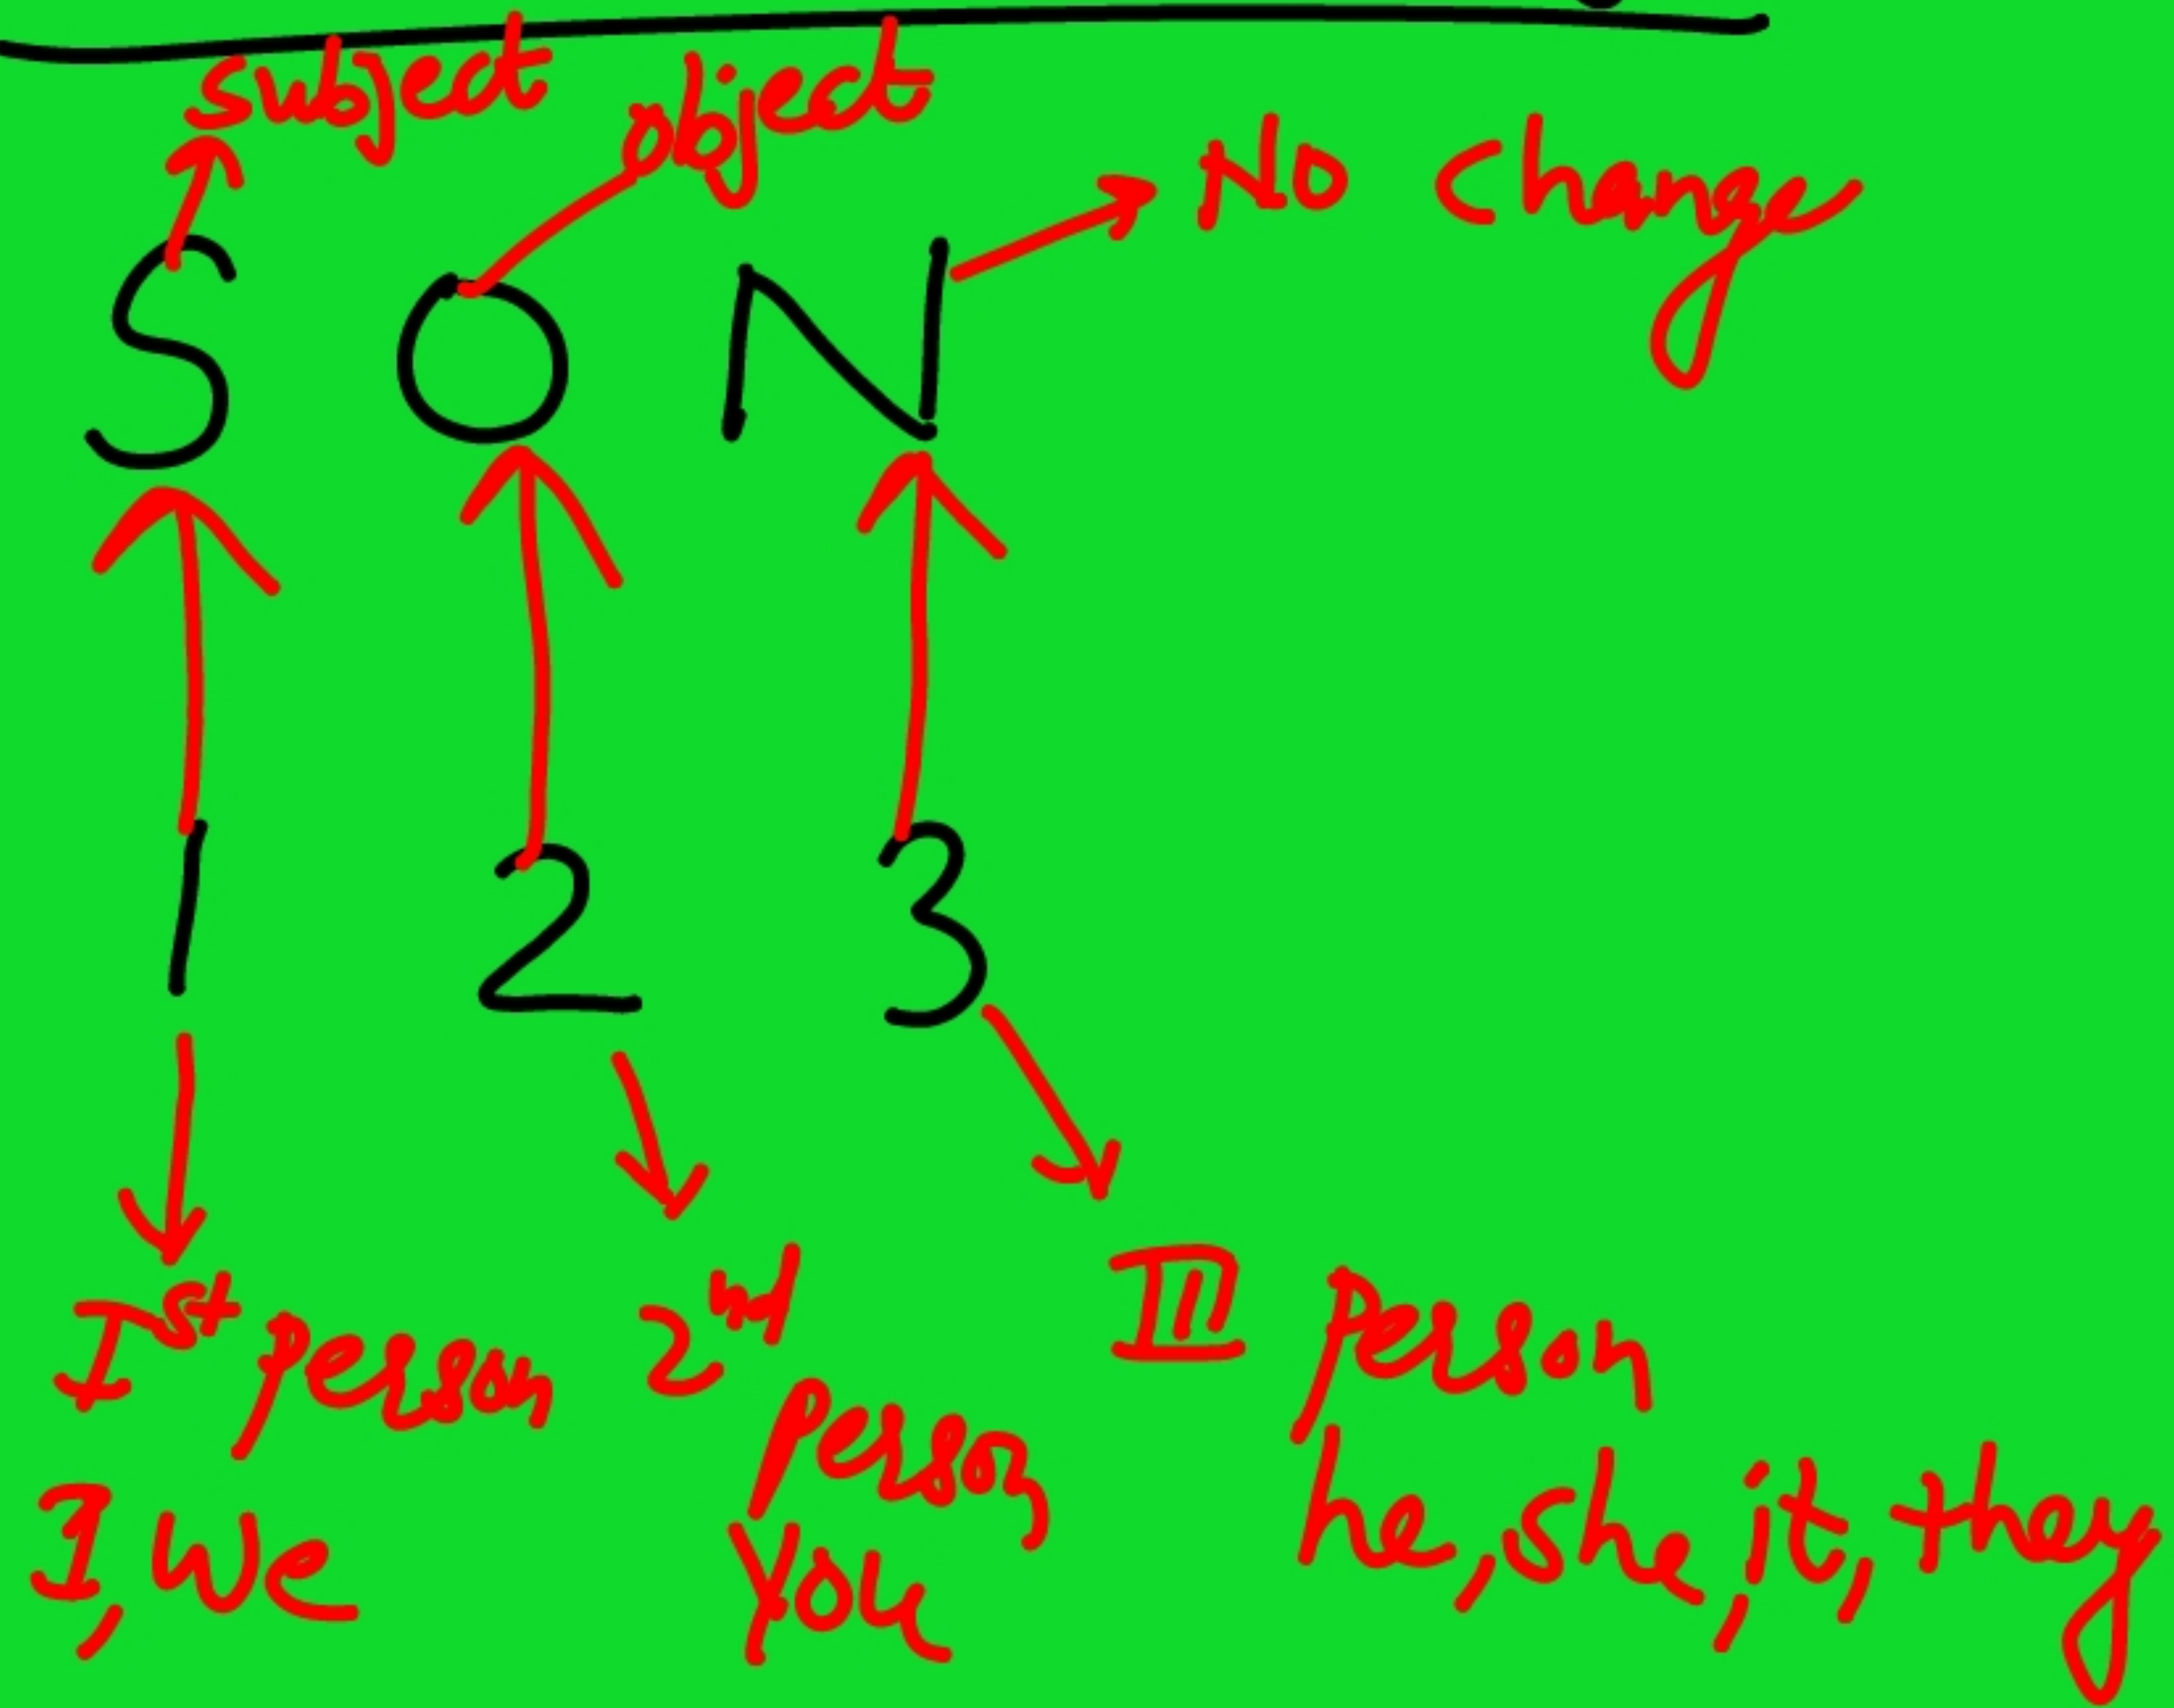 subject object
No change
S O N
1 2 3
Ist person 2nd person III person
I, we you he, she, it, they